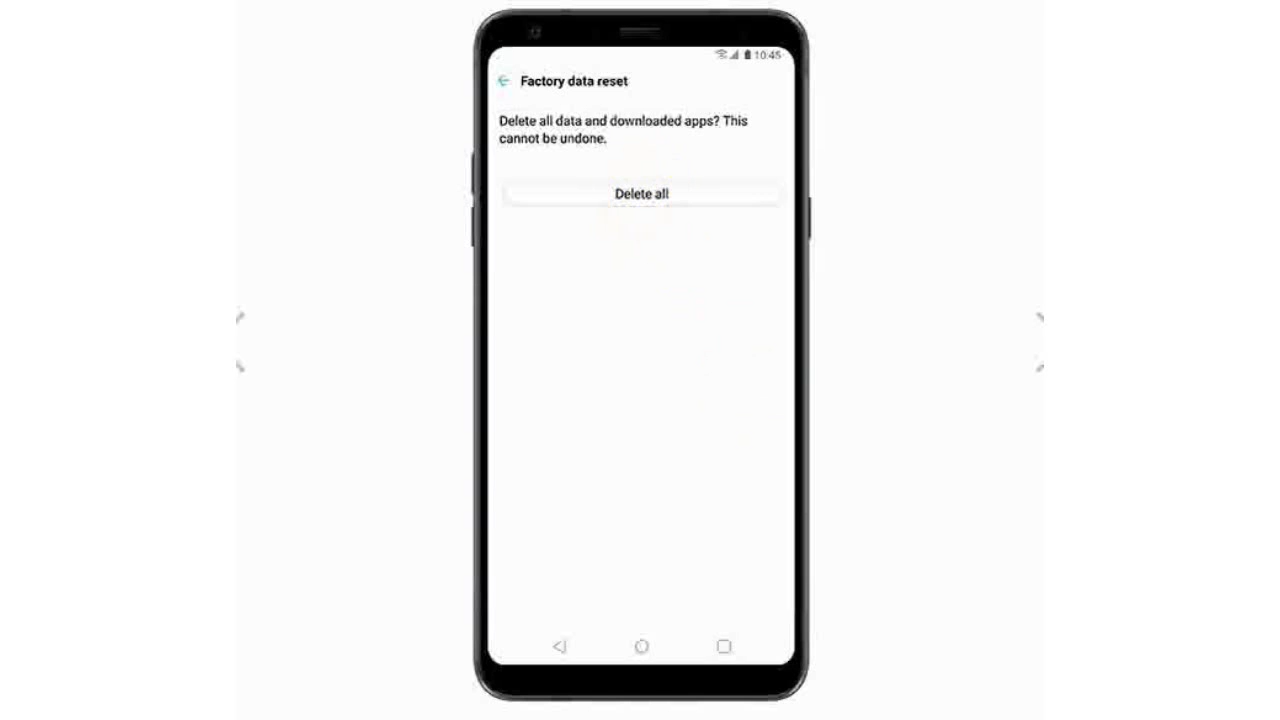 10:45
Factory data reset
Delete all data and downloaded apps? This
cannot be undone.
Delete all